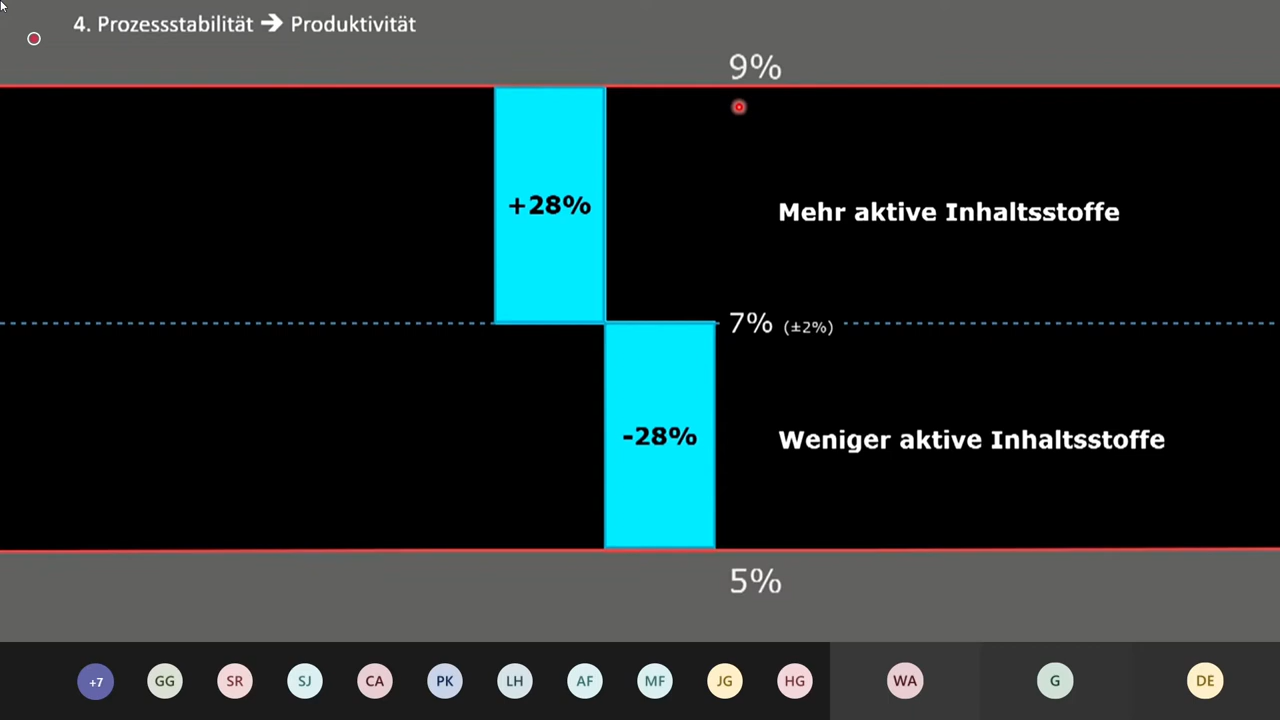 4. Prozessstabilität → Produktivität
9%
+28%
Mehr aktive Inhaltsstoffe
7% (±2%)
-28%
Weniger aktive Inhaltsstoffe
5%
+7 GG SR SJ CA PK LH AF MF JG HG WA G DE